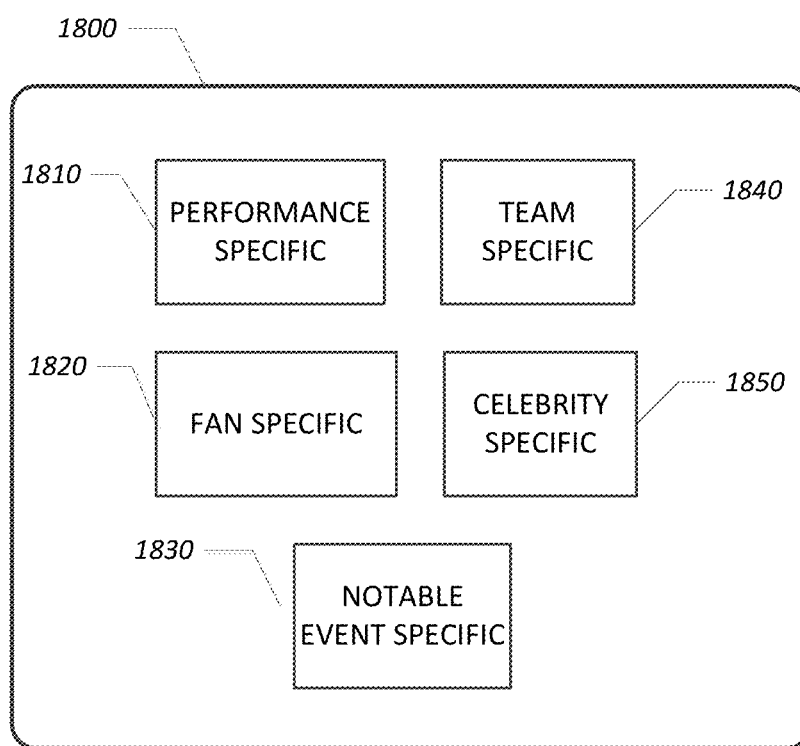 1800
1810
PERFORMANCE
SPECIFIC
TEAM
SPECIFIC
1840
1820
FAN SPECIFIC
CELEBRITY
SPECIFIC
1850
1830
NOTABLE
EVENT SPECIFIC